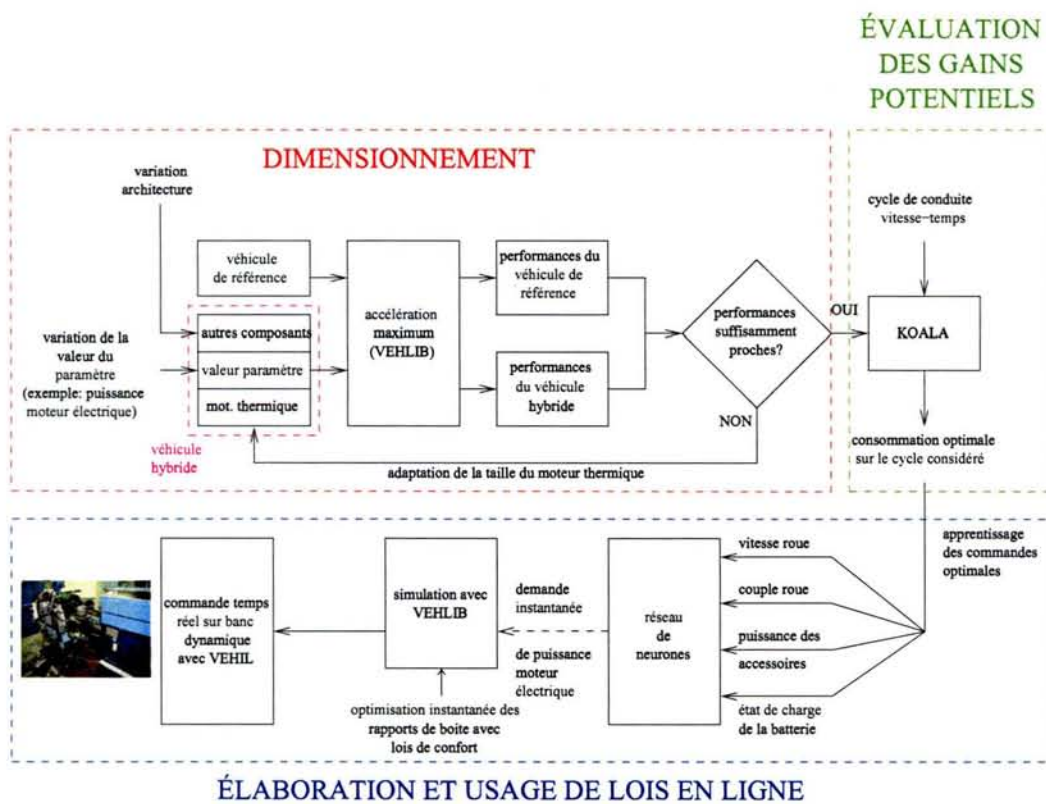 ÉVALUATION
DES GAINS
POTENTIELS
DIMENSIONNEMENT
variation
architecture
cycle de conduite
vitesse-temps
véhicule
de référence
performances du
véhicule de
référence
accélération
maximum
(VEHLIB)
performances
suffisamment
proches?
OUI
KOALA
variation de la
valeur du
paramètre
(exemple: puissance
moteur électrique)
autres composants
valeur paramètre
mot. thermique
performances
du véhicule
hybride
NON
véhicule
hybride
adaptation de la taille du moteur thermique
consommation optimale
sur le cycle considéré
apprentissage
des commandes
optimales
vitesse roue
couple roue
puissance des
accessoires
état de charge
de la batterie
réseau
de
neurones
demande
instantanée
de puissance
moteur
électrique
simulation avec
VEHLIB
optimisation instantanée des
rapports de boite avec
lois de confort
commande temps
réel sur banc
dynamique
avec VEHIL
ÉLABORATION ET USAGE DE LOIS EN LIGNE